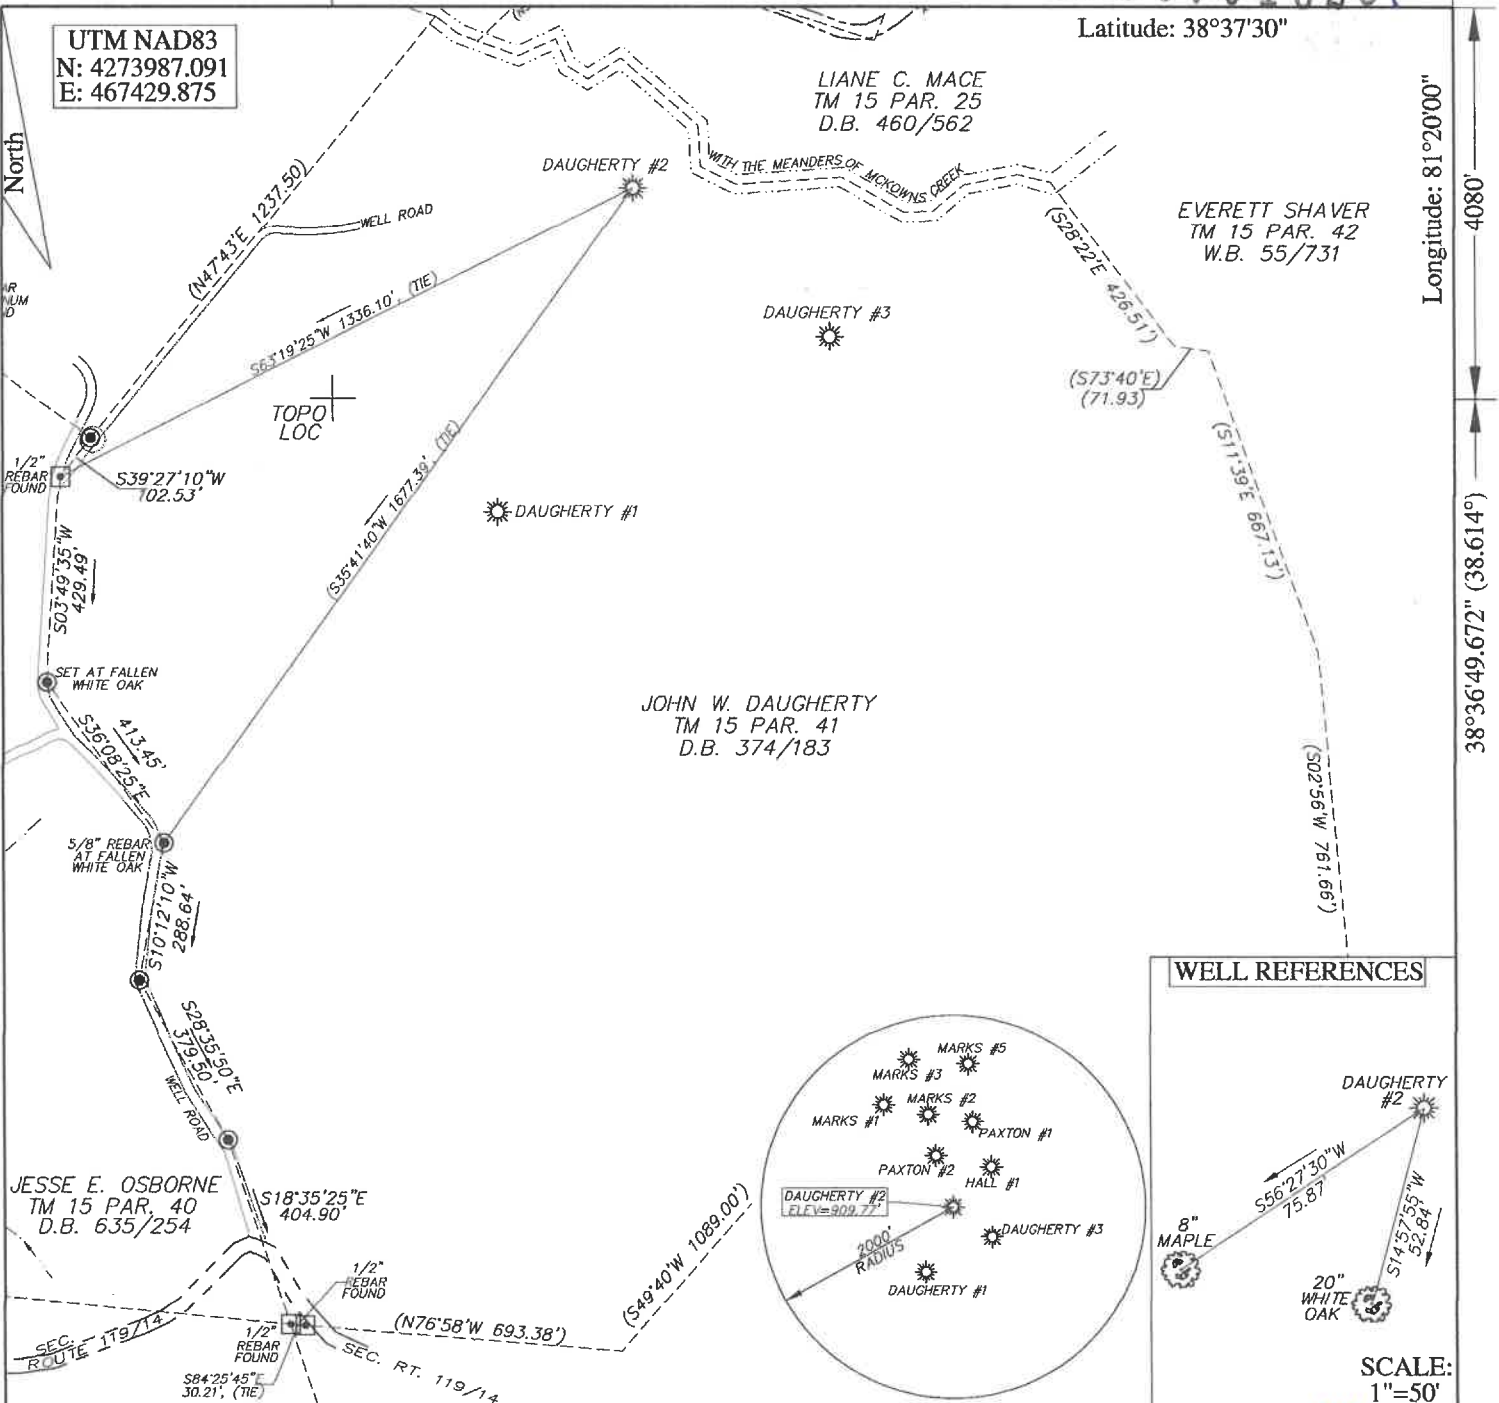 Latitude: 38°37'30"
UTM NAD83
N: 4273987.091
E: 467429.875
North
LIANE C. MACE
TM 15 PAR. 25
D.B. 460/562
Longitude: 81°20'00"
4080'
38°36'49.672" (38.614°)
DAUGHERTY #2
WITH THE MEANDERS OF MCKOWNS CREEK
(N47°43'E 1237.50)
WELL ROAD
EVERETT SHAVER
TM 15 PAR. 42
W.B. 55/731
(S28°22'E 426.51')
S63°19'25"W 1336.10', (TIE)
DAUGHERTY #3
(S73°40'E)
(71.93)
TOPO
LOC
1/2"
REBAR
FOUND
S39°27'10"W
102.53'
(S35°41'40"W 1677.39', (TIE)
DAUGHERTY #1
(S11°39'E 667.13')
S03°49'35"W
429.49'
SET AT FALLEN
WHITE OAK
JOHN W. DAUGHERTY
TM 15 PAR. 41
D.B. 374/183
S36°08'25"E
413.45'
(S02°56'W 761.66')
5/8" REBAR
AT FALLEN
WHITE OAK
S10°12'10"W
288.64'
S28°35'50"E
379.50'
WELL ROAD
JESSE E. OSBORNE
TM 15 PAR. 40
D.B. 635/254
S18°35'25"E
404.90'
1/2"
REBAR
FOUND
(N76°58'W 693.38')
(S49°40'W 1089.00')
SEC.
ROUTE 119/14
1/2"
REBAR
FOUND
SEC. RT. 119/14
S84°25'45"E
30.21', (TIE)
MARKS #5
MARKS #3
MARKS #2
MARKS #1
PAXTON #1
PAXTON #2
HALL #1
DAUGHERTY #2
ELEV=909.77'
DAUGHERTY #3
2000'
RADIUS
DAUGHERTY #1
WELL REFERENCES
DAUGHERTY
#2
S56°27'30"W
75.87'
S14°57'55"W
52.84'
8"
MAPLE
20"
WHITE
OAK
SCALE:
1"=50'